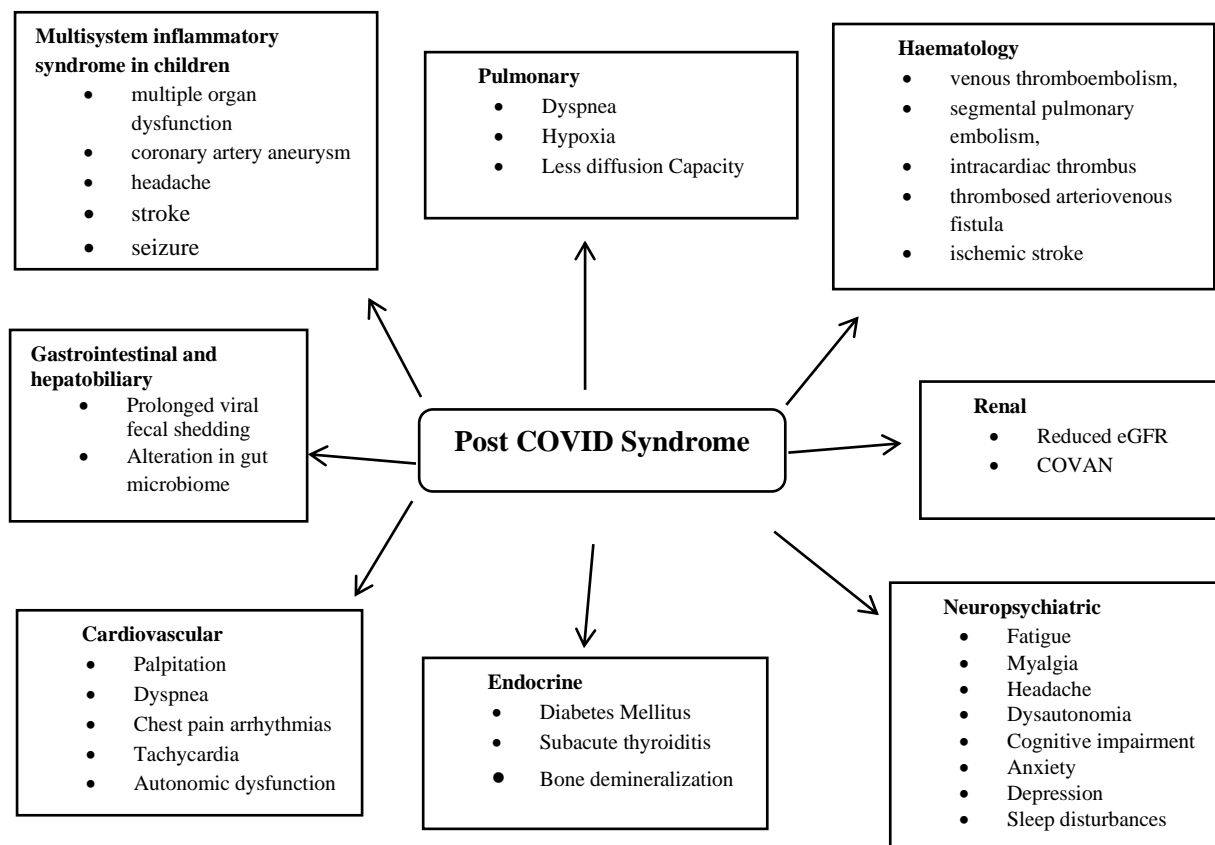 Multisystem inflammatory
syndrome in children
• multiple organ
dysfunction
• coronary artery aneurysm
• headache
• stroke
• seizure
Pulmonary
• Dyspnea
• Hypoxia
• Less diffusion Capacity
Haematology
• venous thromboembolism,
• segmental pulmonary
embolism,
• intracardiac thrombus
• thrombosed arteriovenous
fistula
• ischemic stroke
Gastrointestinal and
hepatobiliary
• Prolonged viral
fecal shedding
• Alteration in gut
microbiome
Post COVID Syndrome
Renal
• Reduced eGFR
• COVAN
Cardiovascular
• Palpitation
• Dyspnea
• Chest pain arrhythmias
• Tachycardia
• Autonomic dysfunction
Endocrine
• Diabetes Mellitus
• Subacute thyroiditis
• Bone demineralization
Neuropsychiatric
• Fatigue
• Myalgia
• Headache
• Dysautonomia
• Cognitive impairment
• Anxiety
• Depression
• Sleep disturbances